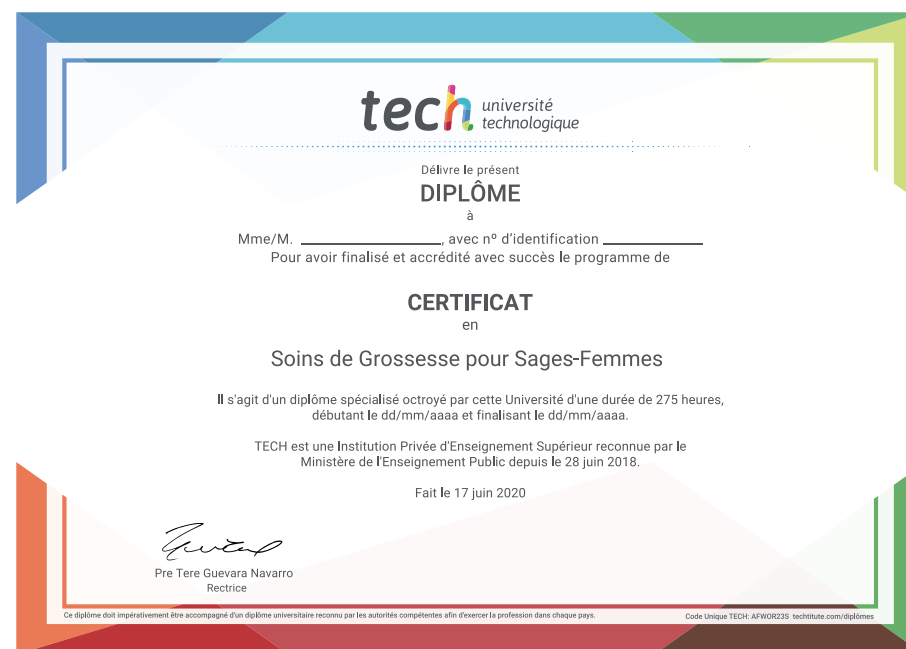 tech université
technologique
Délivre le présent
DIPLÔME
à
Mme/M. ____________________, avec nº d'identification ______________
Pour avoir finalisé et accrédité avec succès le programme de
CERTIFICAT
en
Soins de Grossesse pour Sages-Femmes
Il s'agit d'un diplôme spécialisé octroyé par cette Université d'une durée de 275 heures,
débutant le dd/mm/aaaa et finalisant le dd/mm/aaaa.
TECH est une Institution Privée d'Enseignement Supérieur reconnue par le
Ministère de l'Enseignement Public depuis le 28 juin 2018.
Fait le 17 juin 2020
Pre Tere Guevara Navarro
Rectrice
Ce diplôme doit impérativement être accompagné d'un diplôme universitaire reconnu par les autorités compétentes afin d'exercer la profession dans chaque pays.
Code Unique TECH: AFWOR23S techtitute.com/diplômes